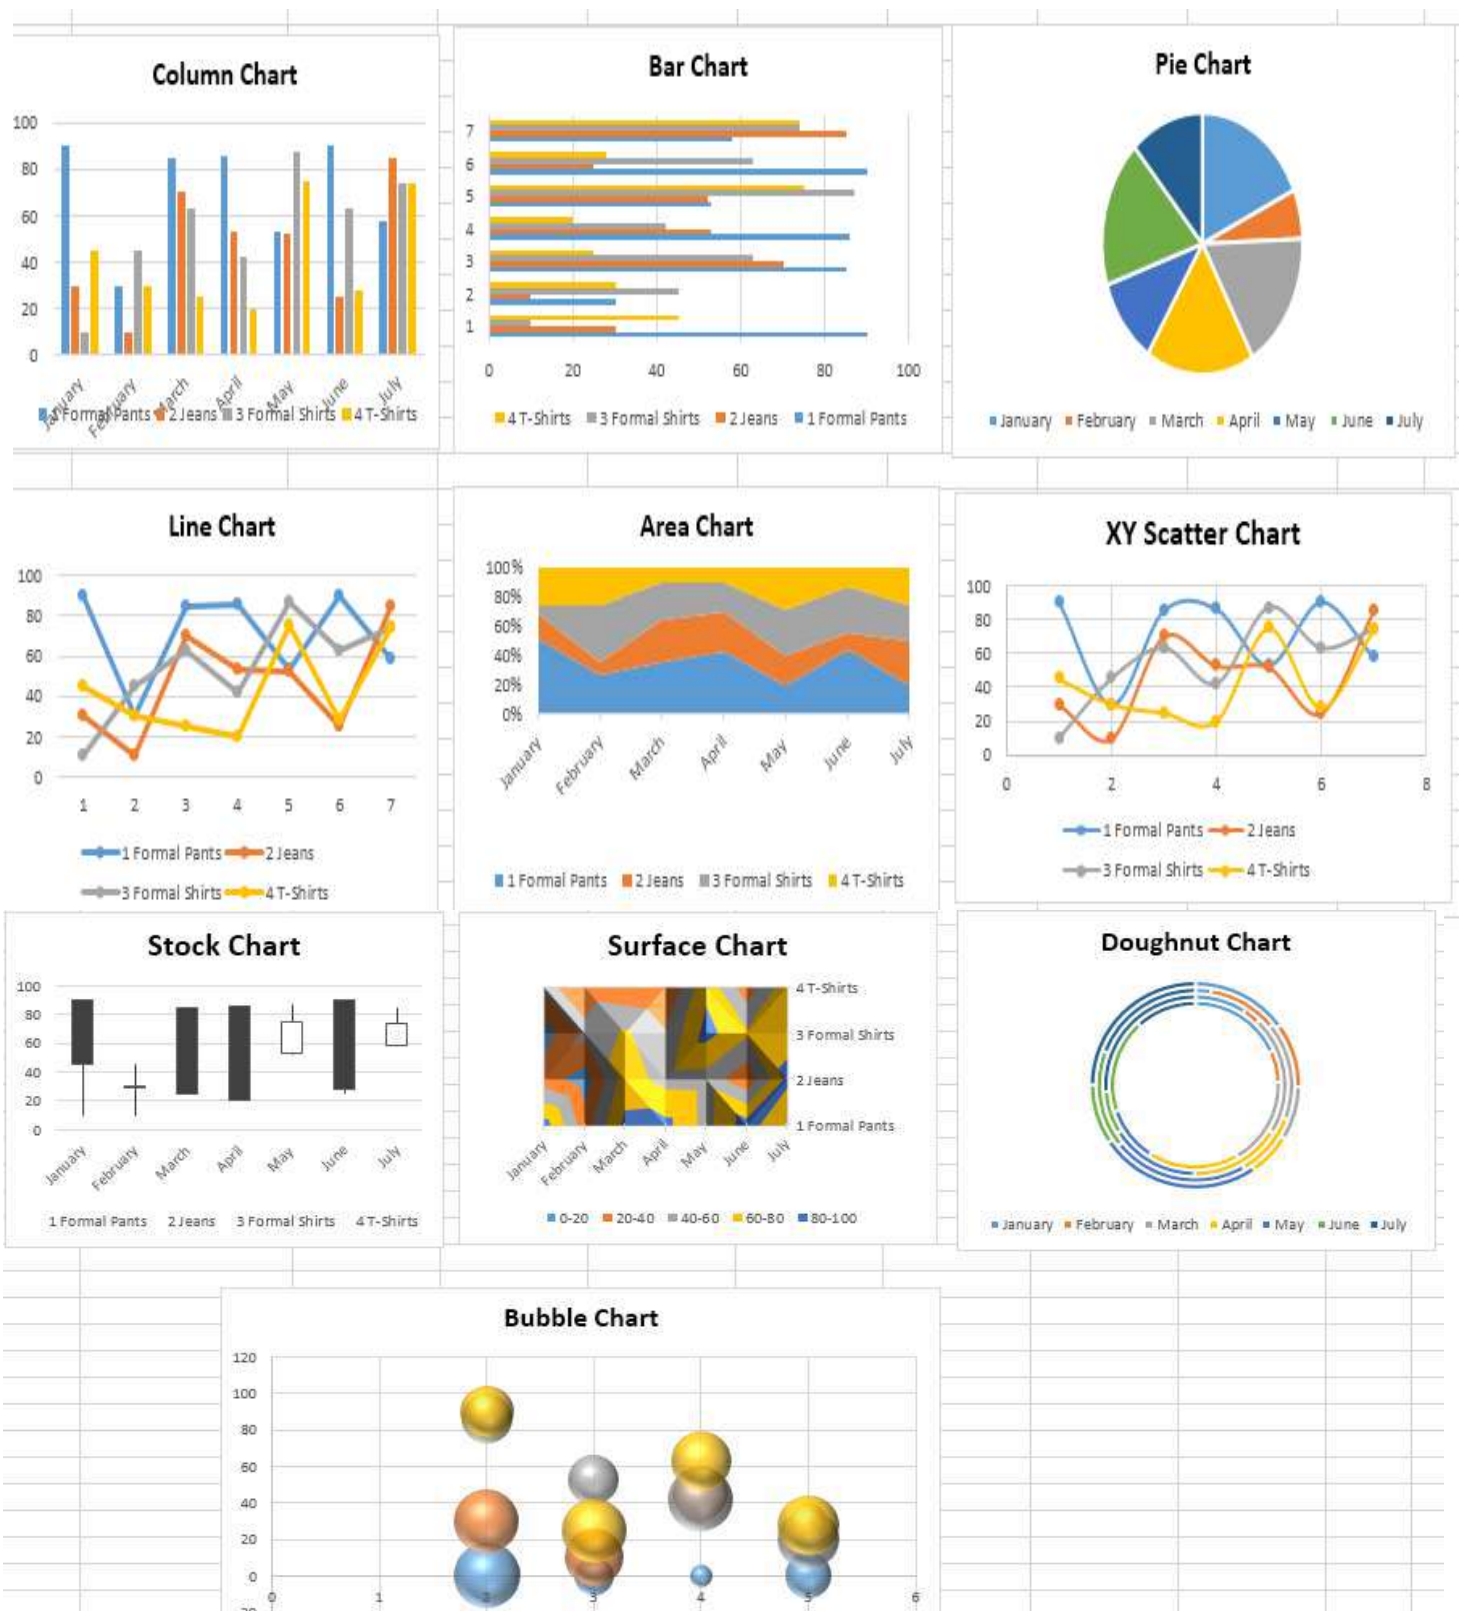 Column Chart
100
80
60
40
20
0
January
February
March
April
May
June
July
1 Formal Pants 2 Jeans 3 Formal Shirts 4 T-Shirts
Bar Chart
7
6
5
4
3
2
1
0 20 40 60 80 100
4 T-Shirts 3 Formal Shirts 2 Jeans 1 Formal Pants
Pie Chart
January February March April May June July
Line Chart
100
80
60
40
20
0
1 2 3 4 5 6 7
1 Formal Pants 2 Jeans
3 Formal Shirts 4 T-Shirts
Area Chart
100%
80%
60%
40%
20%
0%
January February March April May June July
1 Formal Pants 2 Jeans 3 Formal Shirts 4 T-Shirts
XY Scatter Chart
100
80
60
40
20
0
0 2 4 6 8
1 Formal Pants 2 Jeans
3 Formal Shirts 4 T-Shirts
Stock Chart
100
80
60
40
20
0
January February March April May June July
1 Formal Pants 2 Jeans 3 Formal Shirts 4 T-Shirts
Surface Chart
4 T-Shirts
3 Formal Shirts
2 Jeans
1 Formal Pants
January February March April May June July
0-20 20-40 40-60 60-80 80-100
Doughnut Chart
January February March April May June July
Bubble Chart
120
100
80
60
40
20
0
0 1 2 3 4 5 6